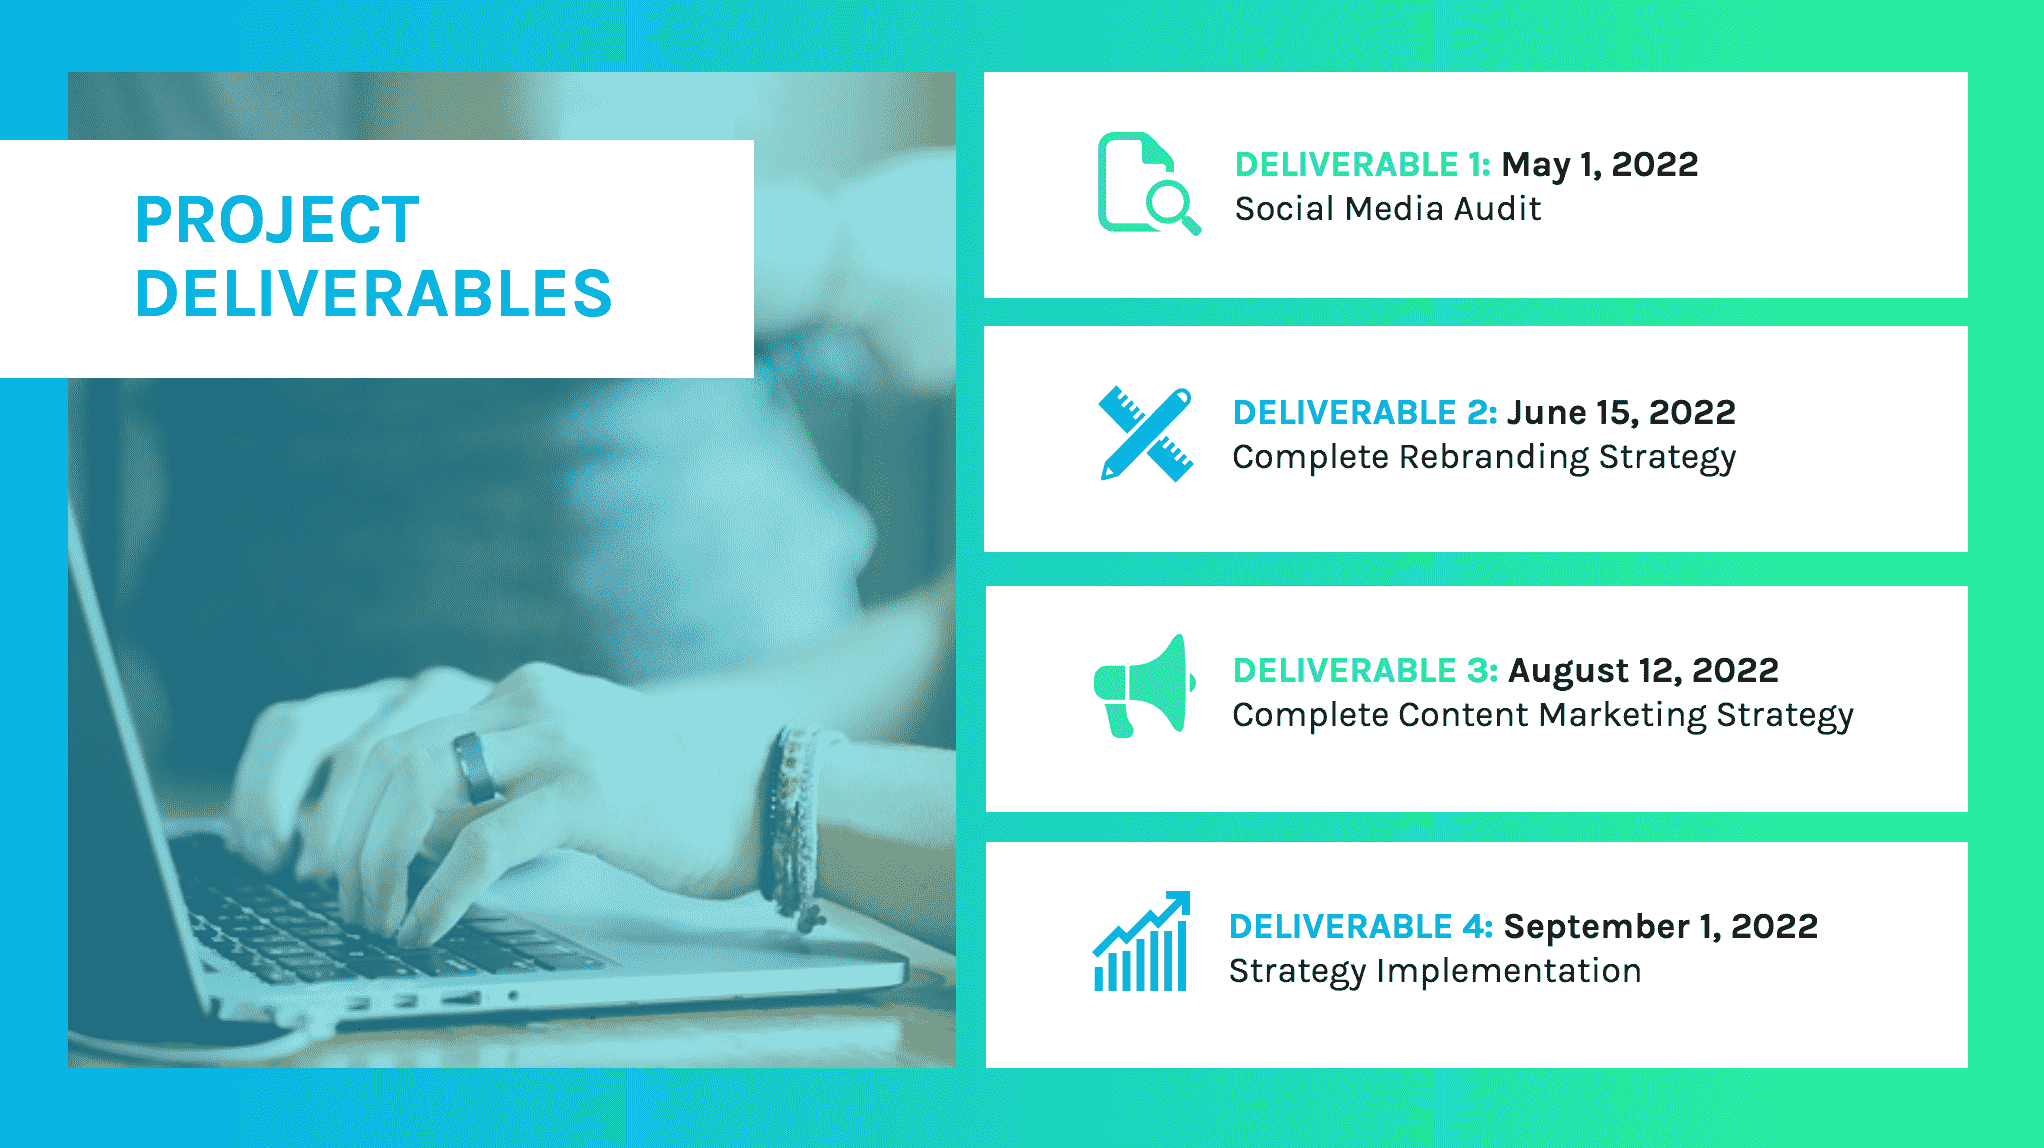 PROJECT
DELIVERABLES
DELIVERABLE 1: May 1, 2022
Social Media Audit
DELIVERABLE 2: June 15, 2022
Complete Rebranding Strategy
DELIVERABLE 3: August 12, 2022
Complete Content Marketing Strategy
DELIVERABLE 4: September 1, 2022
Strategy Implementation